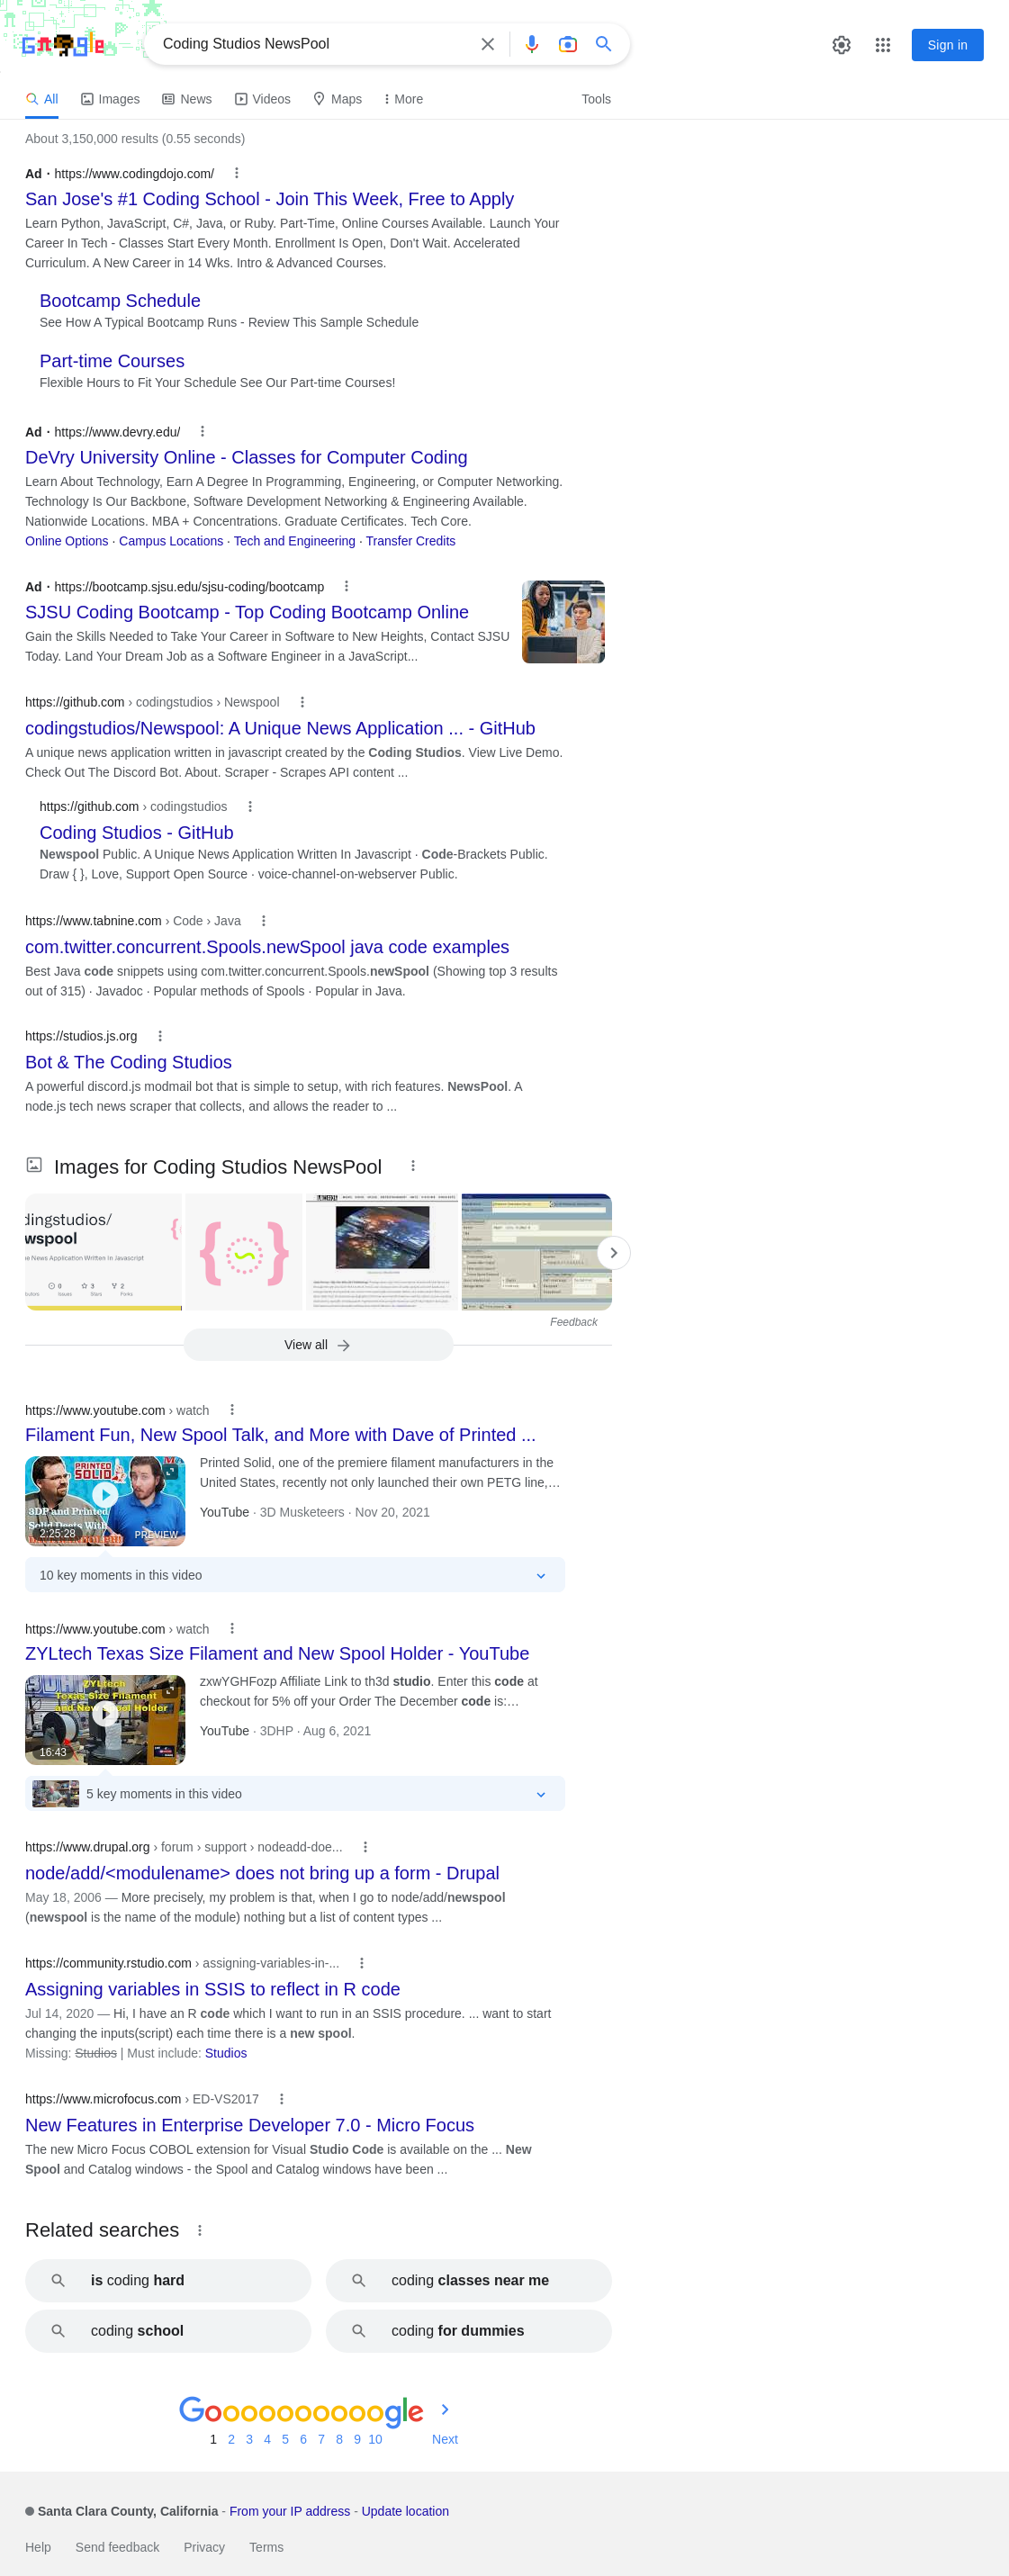 Coding Studios NewsPool
Sign in
All Images News Videos Maps More Tools
About 3,150,000 results (0.55 seconds)
Ad · https://www.codingdojo.com/
San Jose's #1 Coding School - Join This Week, Free to Apply
Learn Python, JavaScript, C#, Java, or Ruby. Part-Time, Online Courses Available. Launch Your
Career In Tech - Classes Start Every Month. Enrollment Is Open, Don't Wait. Accelerated
Curriculum. A New Career in 14 Wks. Intro & Advanced Courses.
Bootcamp Schedule
See How A Typical Bootcamp Runs - Review This Sample Schedule
Part-time Courses
Flexible Hours to Fit Your Schedule See Our Part-time Courses!
Ad · https://www.devry.edu/
DeVry University Online - Classes for Computer Coding
Learn About Technology, Earn A Degree In Programming, Engineering, or Computer Networking.
Technology Is Our Backbone, Software Development Networking & Engineering Available.
Nationwide Locations. MBA + Concentrations. Graduate Certificates. Tech Core.
Online Options · Campus Locations · Tech and Engineering · Transfer Credits
Ad · https://bootcamp.sjsu.edu/sjsu-coding/bootcamp
SJSU Coding Bootcamp - Top Coding Bootcamp Online
Gain the Skills Needed to Take Your Career in Software to New Heights, Contact SJSU
Today. Land Your Dream Job as a Software Engineer in a JavaScript...
https://github.com › codingstudios › Newspool
codingstudios/Newspool: A Unique News Application ... - GitHub
A unique news application written in javascript created by the Coding Studios. View Live Demo.
Check Out The Discord Bot. About. Scraper - Scrapes API content ...
https://github.com › codingstudios
Coding Studios - GitHub
Newspool Public. A Unique News Application Written In Javascript · Code-Brackets Public.
Draw { }, Love, Support Open Source · voice-channel-on-webserver Public.
https://www.tabnine.com › Code › Java
com.twitter.concurrent.Spools.newSpool java code examples
Best Java code snippets using com.twitter.concurrent.Spools.newSpool (Showing top 3 results
out of 315) · Javadoc · Popular methods of Spools · Popular in Java.
https://studios.js.org
Bot & The Coding Studios
A powerful discord.js modmail bot that is simple to setup, with rich features. NewsPool. A
node.js tech news scraper that collects, and allows the reader to ...
Images for Coding Studios NewsPool
dingstudios/
wspool
e News Application Written In Javascript
0 3 2
Issues Stars Forks
Feedback
View all
https://www.youtube.com › watch
Filament Fun, New Spool Talk, and More with Dave of Printed ...
PRINTED
SOLID
3DP and Printed
Solid Deets With
2:25:28
PREVIEW
Printed Solid, one of the premiere filament manufacturers in the
United States, recently not only launched their own PETG line,…
YouTube · 3D Musketeers · Nov 20, 2021
10 key moments in this video
https://www.youtube.com › watch
ZYLtech Texas Size Filament and New Spool Holder - YouTube
ZYLtech
Texas Size Filament
and New Spool Holder
16:43
zxwYGHFozp Affiliate Link to th3d studio. Enter this code at
checkout for 5% off your Order The December code is:…
YouTube · 3DHP · Aug 6, 2021
5 key moments in this video
https://www.drupal.org › forum › support › nodeadd-doe...
node/add/<modulename> does not bring up a form - Drupal
May 18, 2006 — More precisely, my problem is that, when I go to node/add/newspool
(newspool is the name of the module) nothing but a list of content types ...
https://community.rstudio.com › assigning-variables-in-...
Assigning variables in SSIS to reflect in R code
Jul 14, 2020 — Hi, I have an R code which I want to run in an SSIS procedure. ... want to start
changing the inputs(script) each time there is a new spool.
Missing: Studios | Must include: Studios
https://www.microfocus.com › ED-VS2017
New Features in Enterprise Developer 7.0 - Micro Focus
The new Micro Focus COBOL extension for Visual Studio Code is available on the ... New
Spool and Catalog windows - the Spool and Catalog windows have been ...
Related searches
is coding hard
coding classes near me
coding school
coding for dummies
Goooooooooogle
1 2 3 4 5 6 7 8 9 10 Next
Santa Clara County, California - From your IP address - Update location
Help Send feedback Privacy Terms